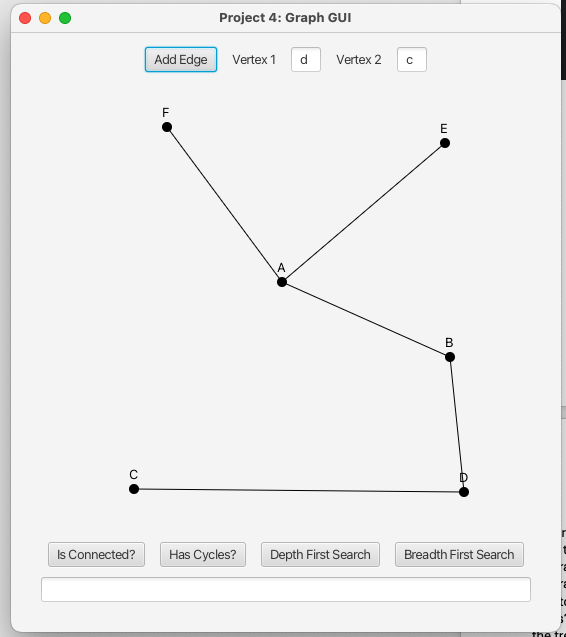 Project 4: Graph GUI
Add Edge Vertex 1 d Vertex 2 c
F
E
A
B
C
D
Is Connected? Has Cycles? Depth First Search Breadth First Search